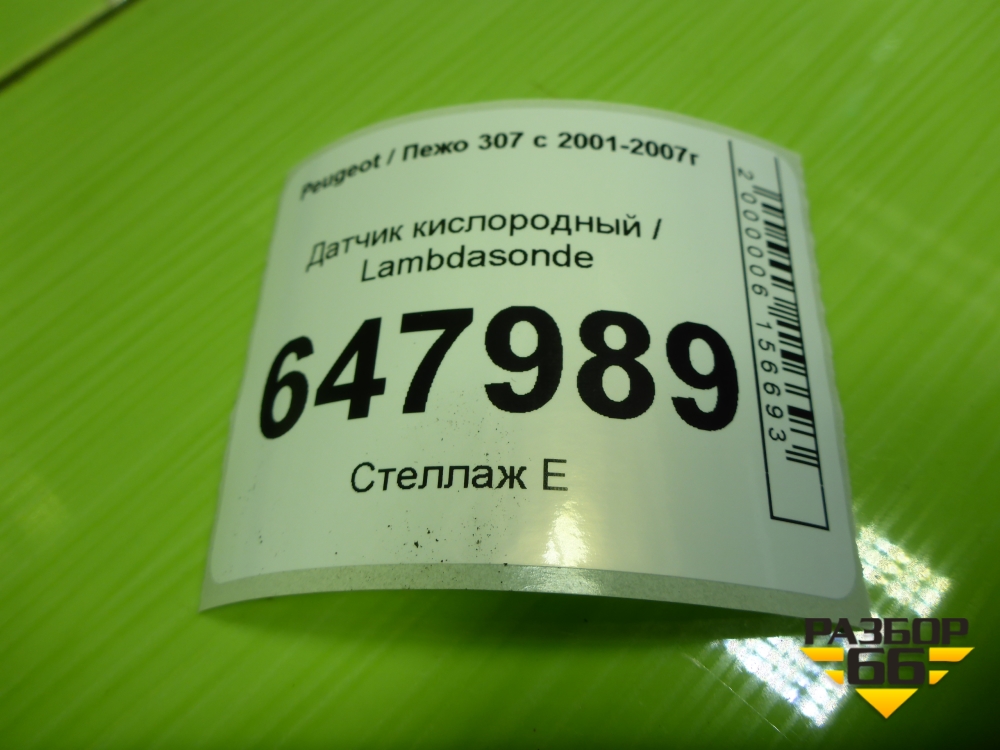 Peugeot / Пежо 307 с 2001-2007г
Датчик кислородный /
Lambdasonde
647989
Стеллаж Е
2000006156693
РАЗБОР
66